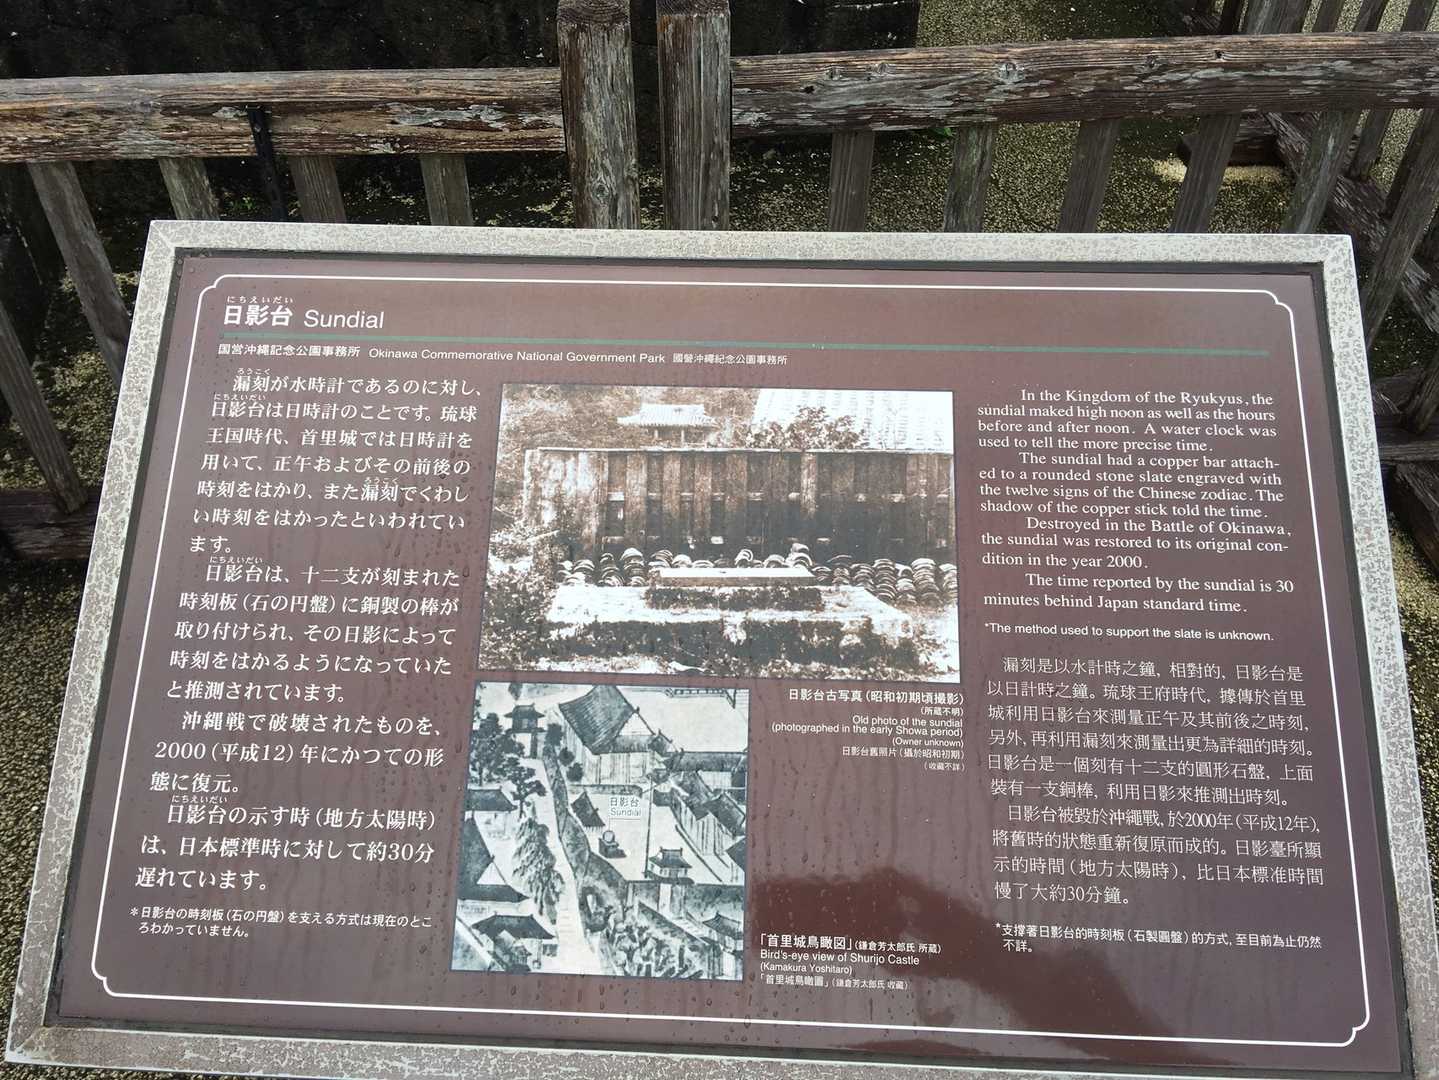 にちえいだい
日影台 Sundial
国営沖縄記念公園事務所 Okinawa Commemorative National Government Park 國營沖繩紀念公園事務所
ろうこく
漏刻が水時計であるのに対し、
にちえいだい
日影台は日時計のことです。琉球
王国時代、首里城では日時計を
用いて、正午およびその前後の
ろうこく
時刻をはかり、また漏刻でくわし
い時刻をはかったといわれてい
ます。
にちえいだい
日影台は、十二支が刻まれた
時刻板（石の円盤）に銅製の棒が
取り付けられ、その日影によって
時刻をはかるようになっていた
と推測されています。
沖縄戦で破壊されたものを、
2000（平成12）年にかつての形
態に復元。
にちえいだい
日影台の示す時（地方太陽時）
は、日本標準時に対して約30分
遅れています。
＊日影台の時刻板（石の円盤）を支える方式は現在のとこ
ろわかっていません。
日影台古写真（昭和初期頃撮影）
（所蔵不明）
Old photo of the sundial
(photographed in the early Showa period)
(Owner unknown)
日影台舊照片（攝於昭和初期）
（收藏不詳）
日影台
Sundial
「首里城鳥瞰図」（鎌倉芳太郎氏 所蔵）
Bird's-eye view of Shurijo Castle
(Kamakura Yoshitaro)
「首里城鳥瞰圖」（鎌倉芳太郎氏 收藏）
In the Kingdom of the Ryukyus, the
sundial maked high noon as well as the hours
before and after noon. A water clock was
used to tell the more precise time.
The sundial had a copper bar attach-
ed to a rounded stone slate engraved with
the twelve signs of the Chinese zodiac. The
shadow of the copper stick told the time.
Destroyed in the Battle of Okinawa,
the sundial was restored to its original con-
dition in the year 2000.
The time reported by the sundial is 30
minutes behind Japan standard time.
*The method used to support the slate is unknown.
漏刻是以水計時之鐘，相對的，日影台是
以日計時之鐘。琉球王府時代，據傳於首里
城利用日影台來測量正午及其前後之時刻，
另外，再利用漏刻來測量出更為詳細的時刻。
日影台是一個刻有十二支的圓形石盤，上面
裝有一支銅棒，利用日影來推測出時刻。
日影台被毀於沖繩戰，於2000年（平成12年），
將舊時的狀態重新復原而成的。日影臺所顯
示的時間（地方太陽時），比日本標准時間
慢了大約30分鐘。
*支撐著日影台的時刻板（石製圓盤）的方式，至目前為止仍然
不詳。